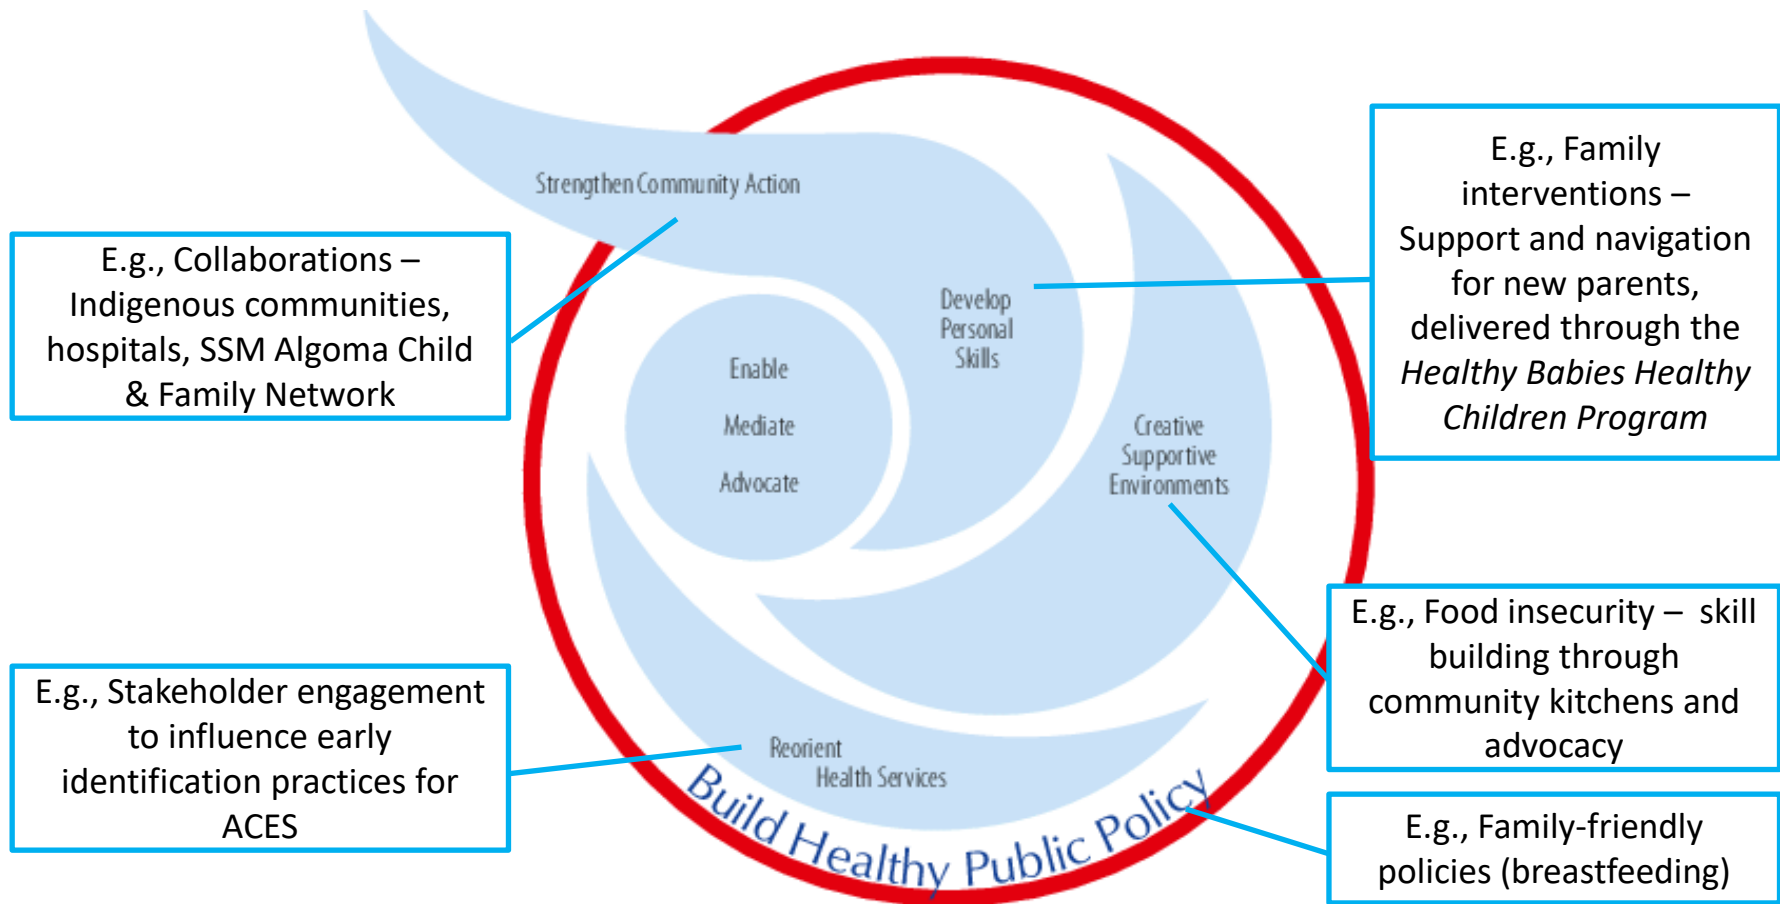 Strengthen Community Action
E.g., Collaborations –
Indigenous communities,
hospitals, SSM Algoma Child
& Family Network
E.g., Family
interventions –
Support and navigation
for new parents,
delivered through the
Healthy Babies Healthy
Children Program
Develop
Personal
Skills
Enable
Mediate
Advocate
Creative
Supportive
Environments
E.g., Food insecurity – skill
building through
community kitchens and
advocacy
E.g., Stakeholder engagement
to influence early
identification practices for
ACES
Reorient
Health Services
Build Healthy Public Policy
E.g., Family-friendly
policies (breastfeeding)